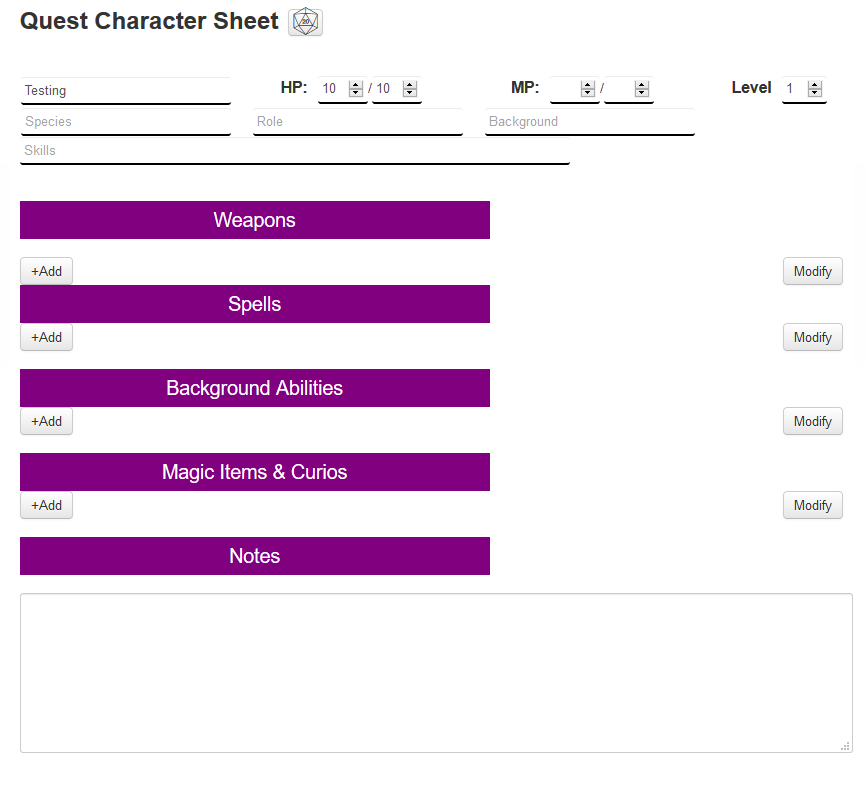 Quest Character Sheet 20
Testing HP: 10 / 10 MP: / Level 1
Species Role Background
Skills
Weapons
+Add Modify
Spells
+Add Modify
Background Abilities
+Add Modify
Magic Items & Curios
+Add Modify
Notes